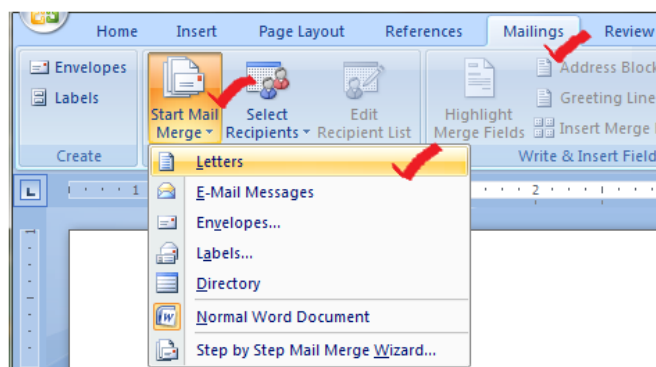 Home Insert Page Layout References Mailings Review
Envelopes
Labels
Create
Start Mail
Merge
Select
Recipients
Edit
Recipient List
Highlight
Merge Fields
Address Block
Greeting Line
Insert Merge
Write & Insert Field
Letters
E-Mail Messages
Envelopes...
Labels...
Directory
Normal Word Document
Step by Step Mail Merge Wizard...
L
1
2
1